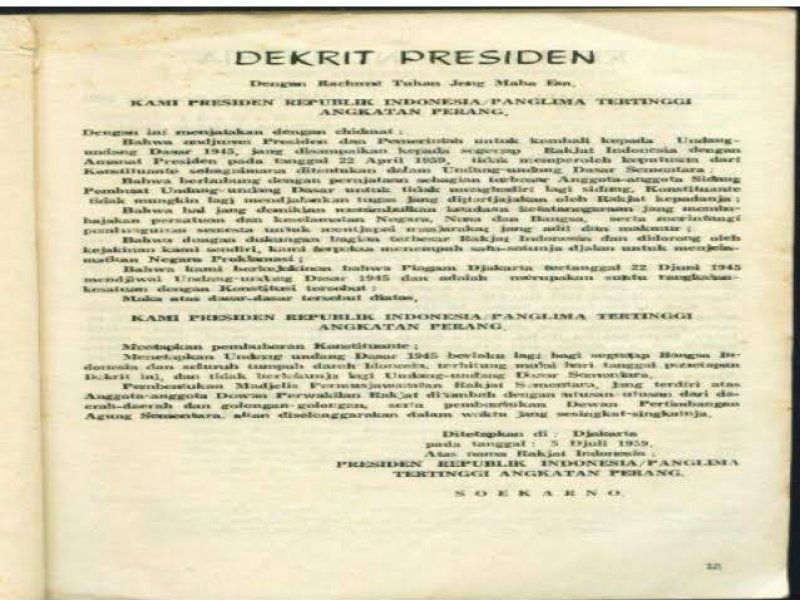 DEKRIT PRESIDEN
Dengan Rachmat Tuhan Jang Maha Esa,
KAMI PRESIDEN REPUBLIK INDONESIA/PANGLIMA TERTINGGI
ANGKATAN PERANG,
Dengan ini menjatakan dengan chidmat :
Bahwa andjuran Presiden dan Pemerintah untuk kembali kepada Undang-
undang Dasar 1945, jang disampaikan kepada segenap Rakjat Indonesia dengan
Amanat Presiden pada tanggal 22 April 1959, tidak memperoleh keputusan dari
Konstituante sebagaimana ditentukan dalam Undang-undang Dasar Sementara ;
Bahwa berhubung dengan pernjataan sebagian terbesar Anggota-anggota Sidang
Pembuat Undang-undang Dasar untuk tidak menghadiri lagi sidang, Konstituante
tidak mungkin lagi mendjalankan tugas jang dipertjajakan oleh Rakjat kepadanja ;
Bahwa hal jang demikian menimbulkan keadaan ketatanegaraan jang memba-
hajakan persatuan dan keselamatan Negara, Nusa dan Bangsa, serta merintangi
pembangunan semesta untuk mentjapai masjarakat jang adil dan makmur ;
Bahwa dengan dukungan bagian terbesar Rakjat Indonesia dan didorong oleh
kejakinan kami sendiri, kami terpaksa menempuh satu-satunja djalan untuk menjela-
matkan Negara Proklamasi ;
Bahwa kami berkejakinan bahwa Piagam Djakarta tertanggal 22 Djuni 1945
mendjiwai Undang-undang Dasar 1945 dan adalah merupakan suatu rangkaian
kesatuan dengan Konstitusi tersebut :
Maka atas dasar-dasar tersebut diatas,
KAMI PRESIDEN REPUBLIK INDONESIA/PANGLIMA TERTINGGI
ANGKATAN PERANG,
Menetapkan pembubaran Konstituante ;
Menetapkan Undang undang Dasar 1945 berlaku lagi bagi segenap Bangsa In-
donesia dan seluruh tumpah darah Idonesia, terhitung mulai hari tanggal penetapan
Dekrit ini, dan tidak berlakunja lagi Undang-undang Dasar Sementara.
Pembentukan Madjelis Permusjawaratan Rakjat Sementara, jang terdiri atas
Anggota-anggota Dewan Perwakilan Rakjat ditambah dengan utusan-utusan dari da-
erah-daerah dan golongan-golongan, serta pembentukan Dewan Pertimbangan
Agung Sementara, akan diselenggarakan dalam waktu jang sesingkat-singkatnja.
Ditetapkan di : Djakarta
pada tanggal : 5 Djuli 1959.
Atas nama Rakjat Indonesia :
PRESIDEN REPUBLIK INDONESIA/PANGLIMA
TERTINGGI ANGKATAN PERANG.
SOEKARNO.